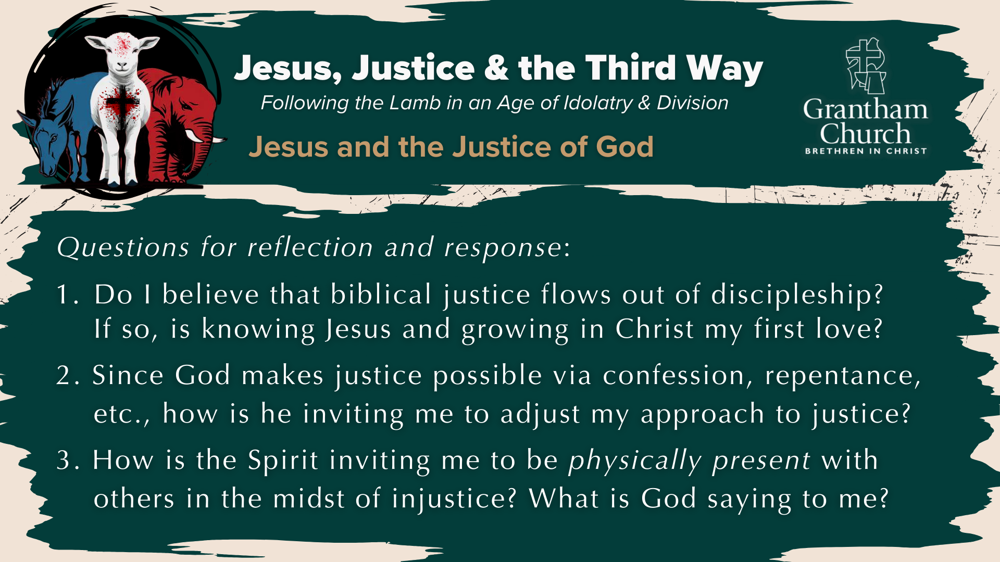 Jesus, Justice & the Third Way
Following the Lamb in an Age of Idolatry & Division
Jesus and the Justice of God
Grantham
Church
BRETHREN IN CHRIST
Questions for reflection and response:
1. Do I believe that biblical justice flows out of discipleship?
If so, is knowing Jesus and growing in Christ my first love?
2. Since God makes justice possible via confession, repentance,
etc., how is he inviting me to adjust my approach to justice?
3. How is the Spirit inviting me to be physically present with
others in the midst of injustice? What is God saying to me?